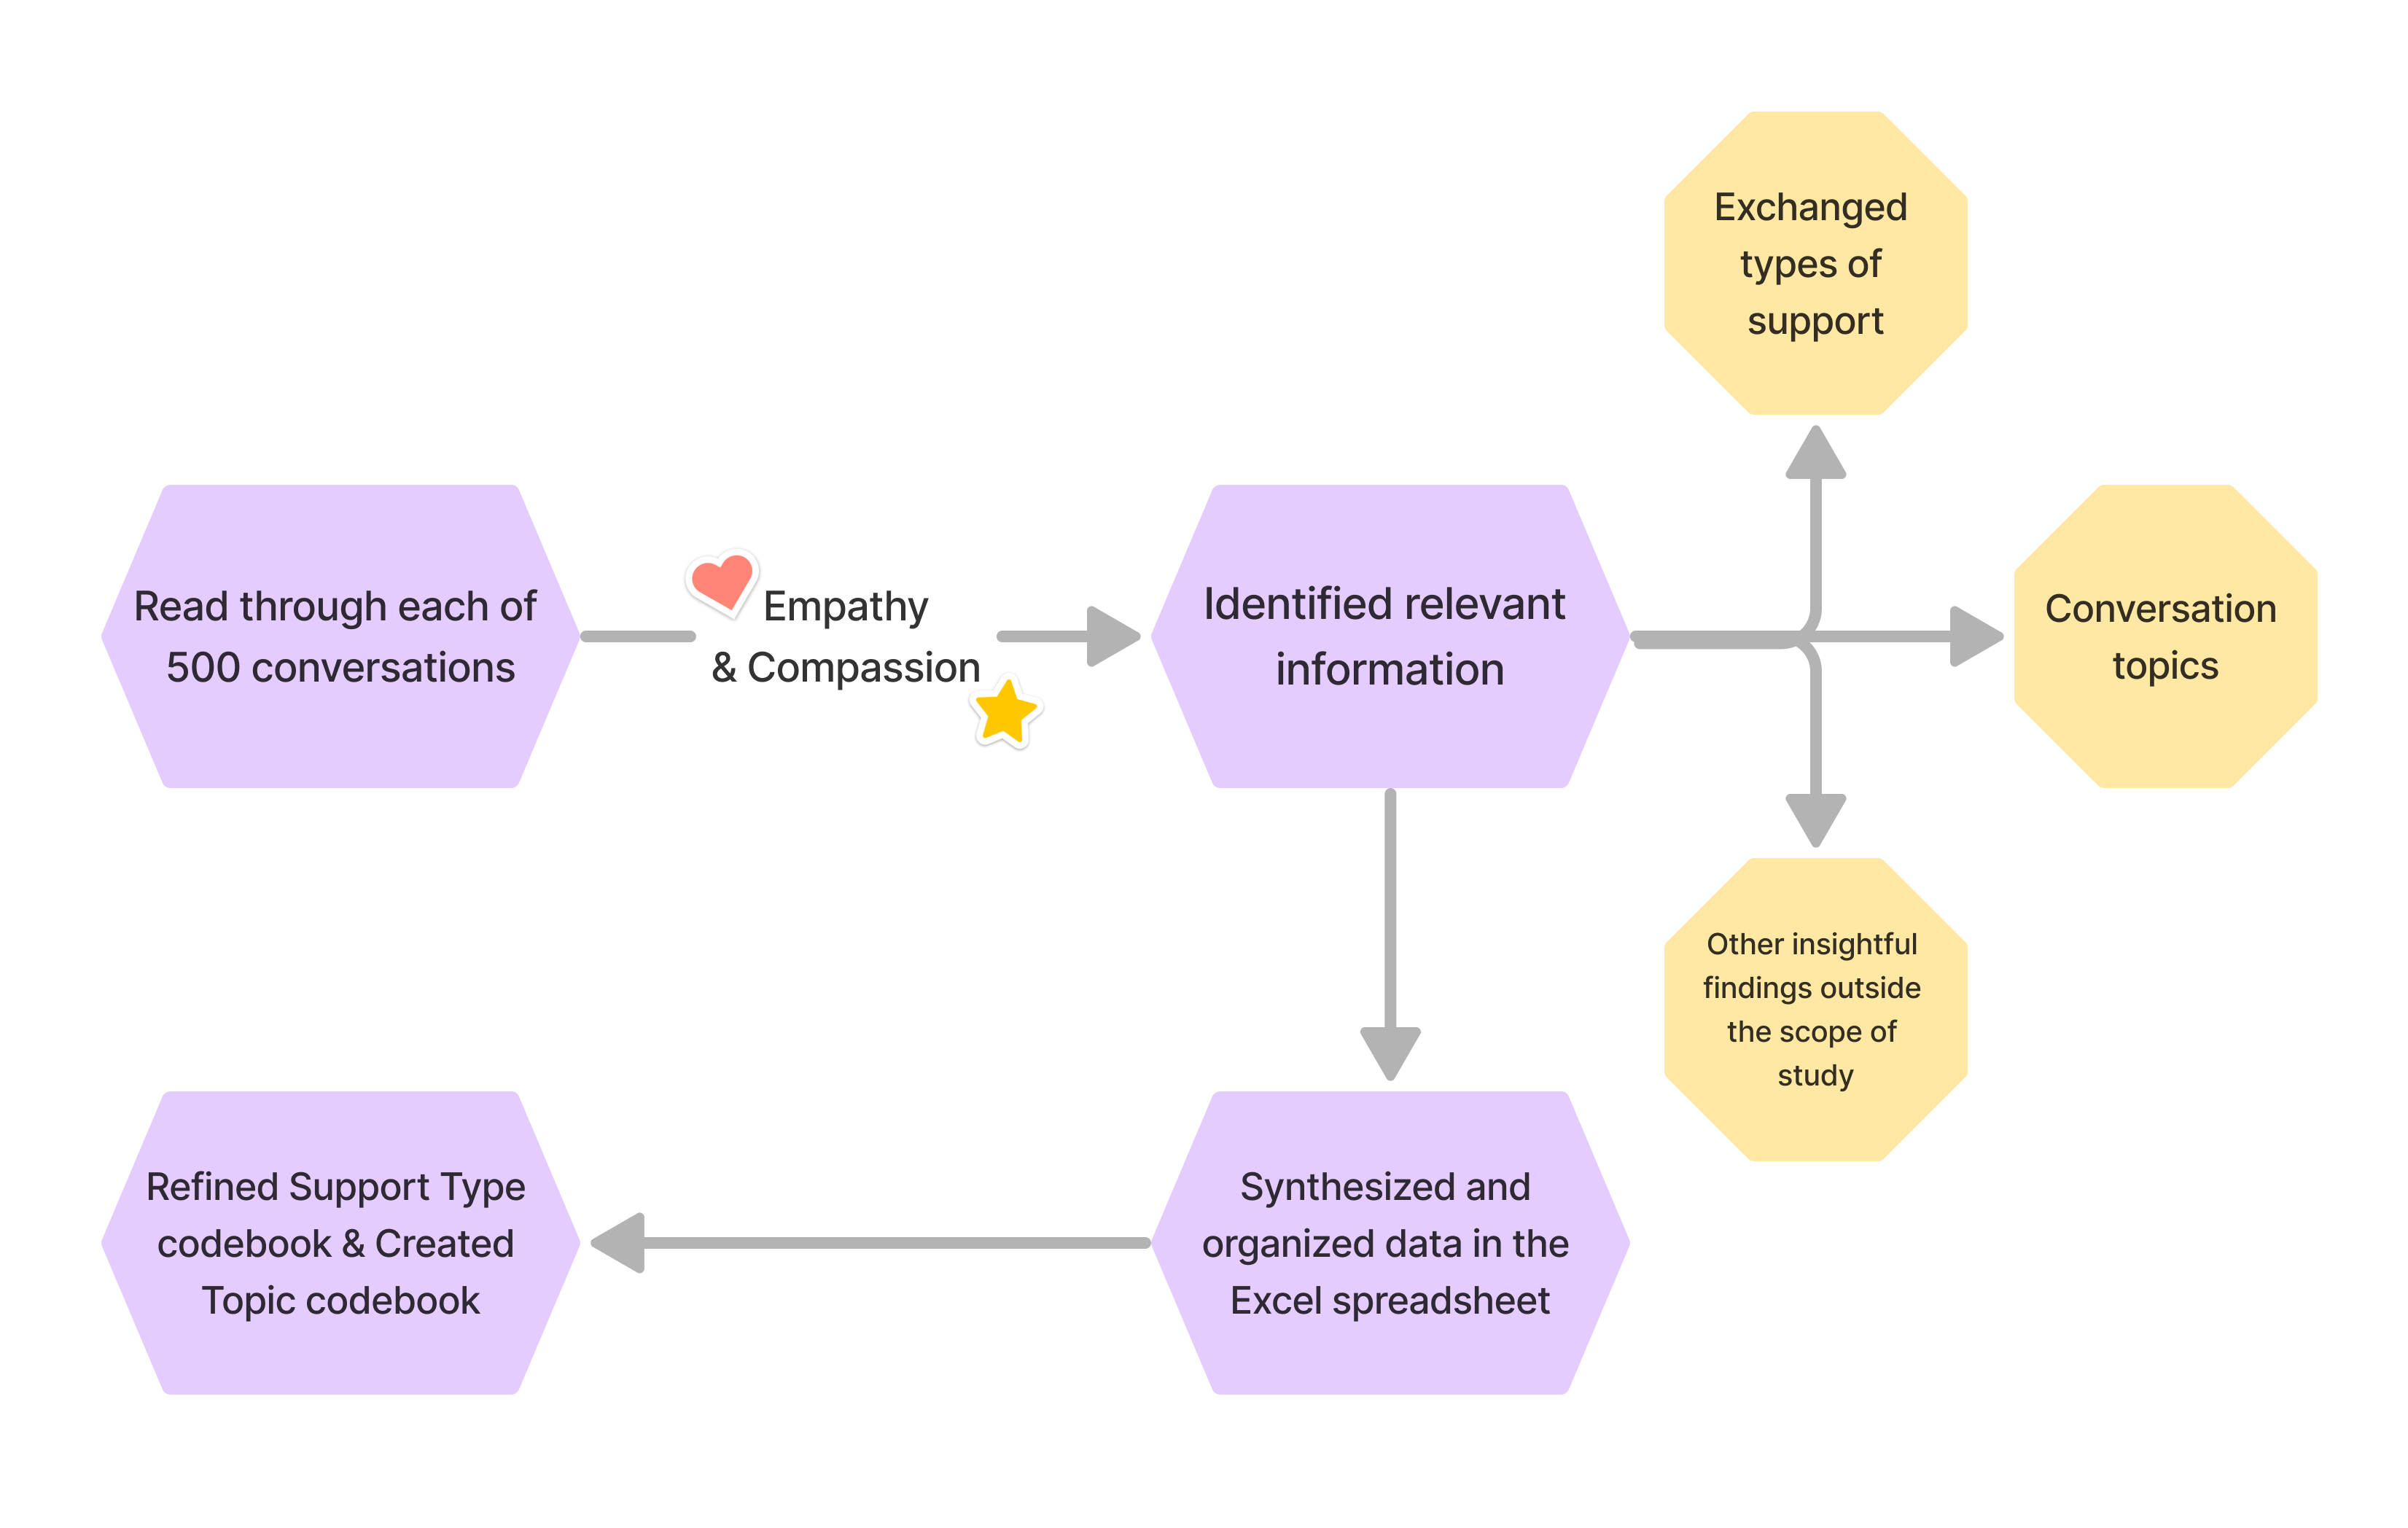 Exchanged
types of
support
Read through each of
500 conversations
Empathy
& Compassion
Identified relevant
information
Conversation
topics
Other insightful
findings outside
the scope of
study
Synthesized and
organized data in the
Excel spreadsheet
Refined Support Type
codebook & Created
Topic codebook